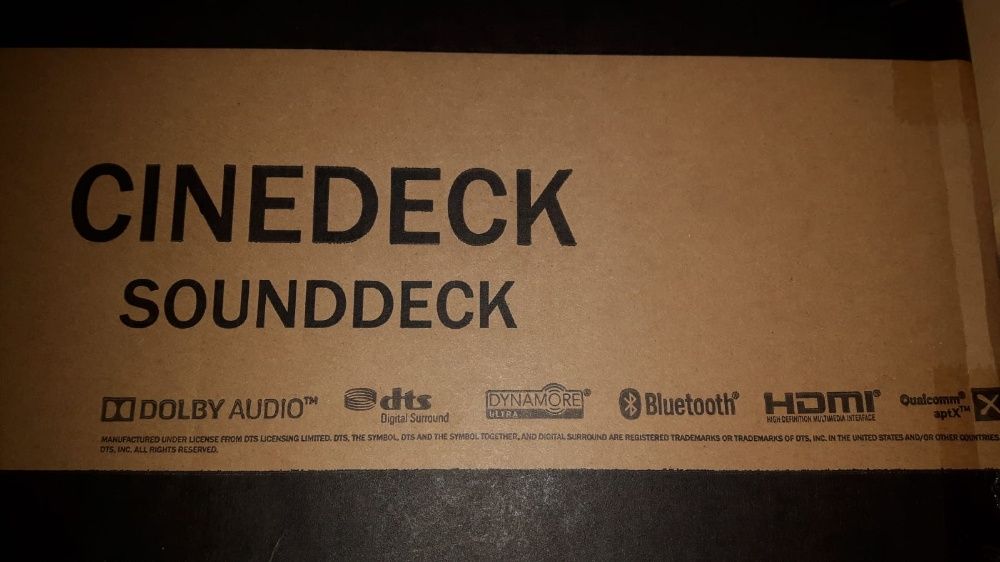 CINEDECK
SOUNDDECK
DOLBY AUDIO™ dts Digital Surround DYNAMORE® ULTRA Bluetooth® HDMI® HIGH-DEFINITION MULTIMEDIA INTERFACE Qualcomm® aptX™
MANUFACTURED UNDER LICENSE FROM DTS LICENSING LIMITED. DTS, THE SYMBOL, DTS AND THE SYMBOL TOGETHER, AND DIGITAL SURROUND ARE REGISTERED TRADEMARKS OR TRADEMARKS OF DTS, INC. IN THE UNITED STATES AND/OR OTHER COUNTRIES
DTS, INC. ALL RIGHTS RESERVED.